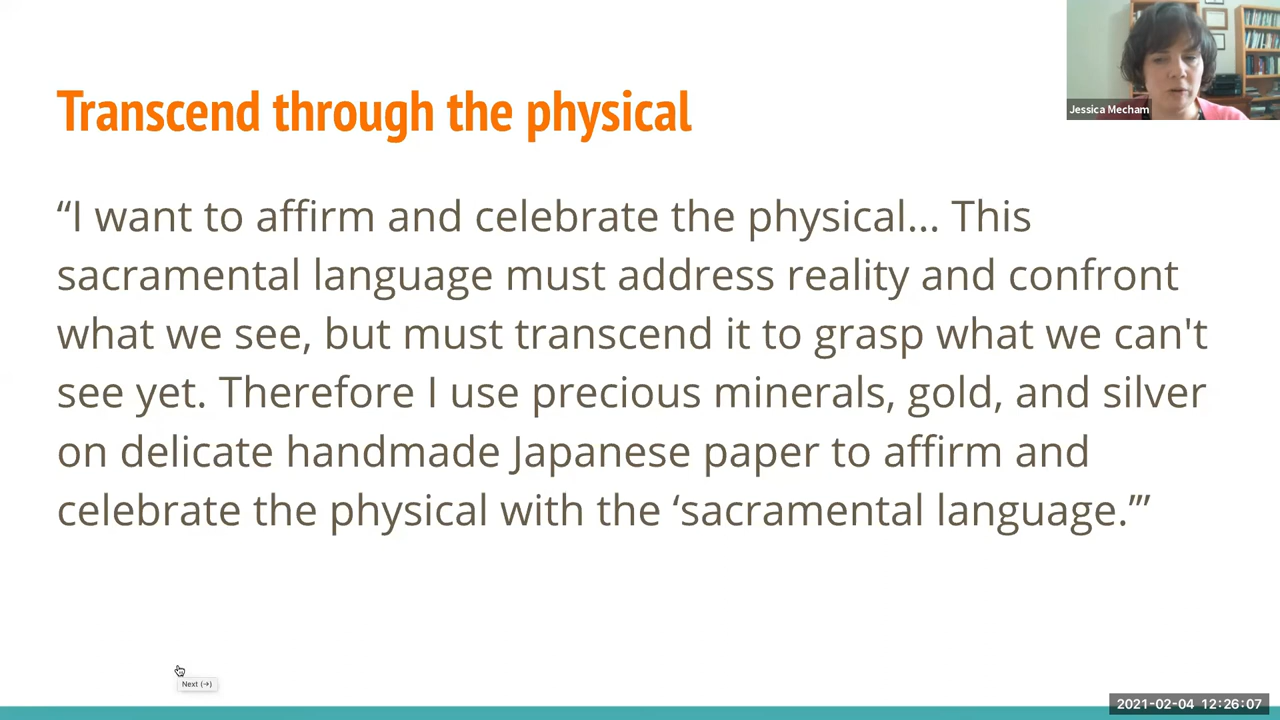 Jessica Mecham
Transcend through the physical
“I want to affirm and celebrate the physical... This
sacramental language must address reality and confront
what we see, but must transcend it to grasp what we can't
see yet. Therefore I use precious minerals, gold, and silver
on delicate handmade Japanese paper to affirm and
celebrate the physical with the ‘sacramental language.’”
Next (→)
2021-02-04 12:26:07